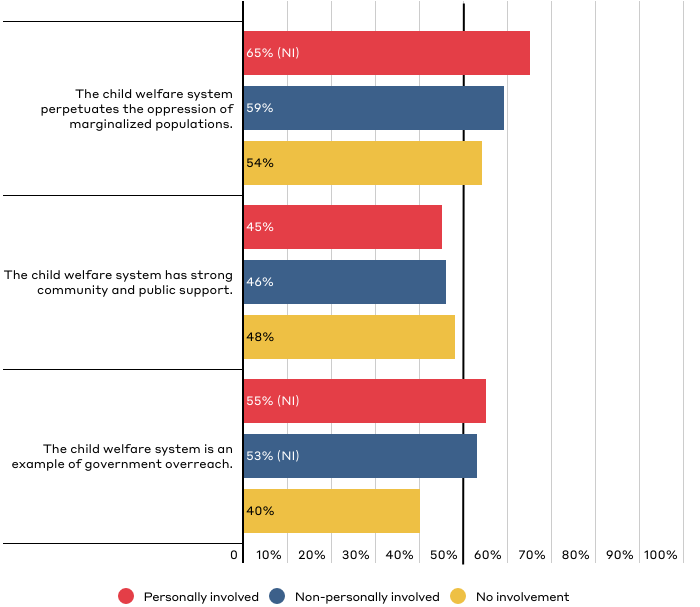 The child welfare system
perpetuates the oppression of
marginalized populations.
65% (NI)
59%
54%
The child welfare system has strong
community and public support.
45%
46%
48%
The child welfare system is an
example of government overreach.
55% (NI)
53% (NI)
40%
0 10% 20% 30% 40% 50% 60% 70% 80% 90% 100%
Personally involved Non-personally involved No involvement